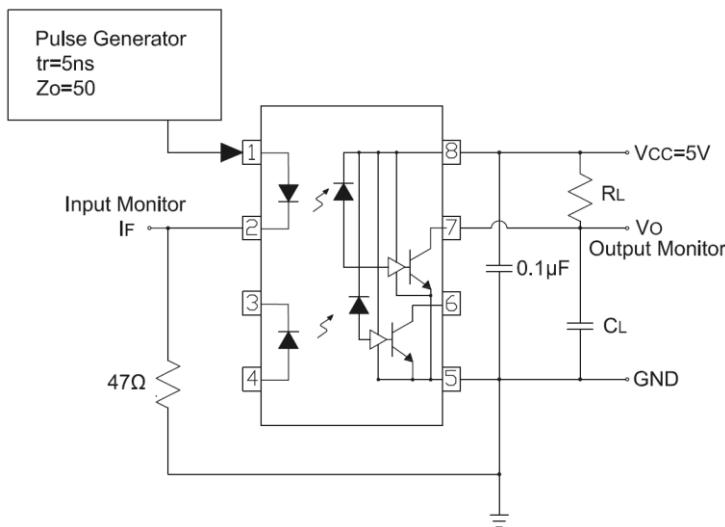 Pulse Generator
tr=5ns
Zo=50
1
8
VCC=5V
RL
Input Monitor
IF
2
7
VO
Output Monitor
0.1µF
3
6
CL
47Ω
4
5
GND